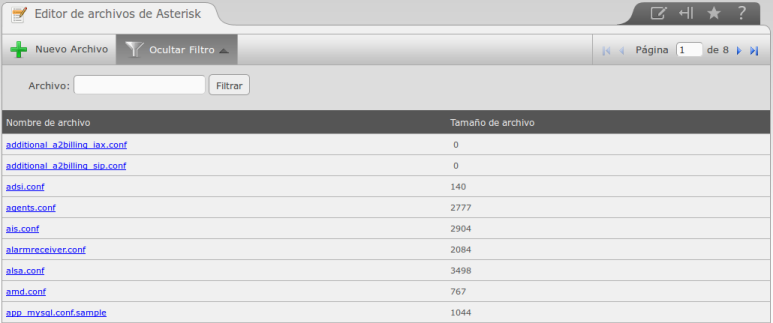 Editor de archivos de Asterisk
?
Nuevo Archivo Ocultar Filtro Página 1 de 8
Archivo: Filtrar
Nombre de archivo Tamaño de archivo
additional_a2billing_iax.conf 0
additional_a2billing_sip.conf 0
adsi.conf 140
agents.conf 2777
ais.conf 2904
alarmreceiver.conf 2084
alsa.conf 3498
amd.conf 767
app_mysql.conf.sample 1044